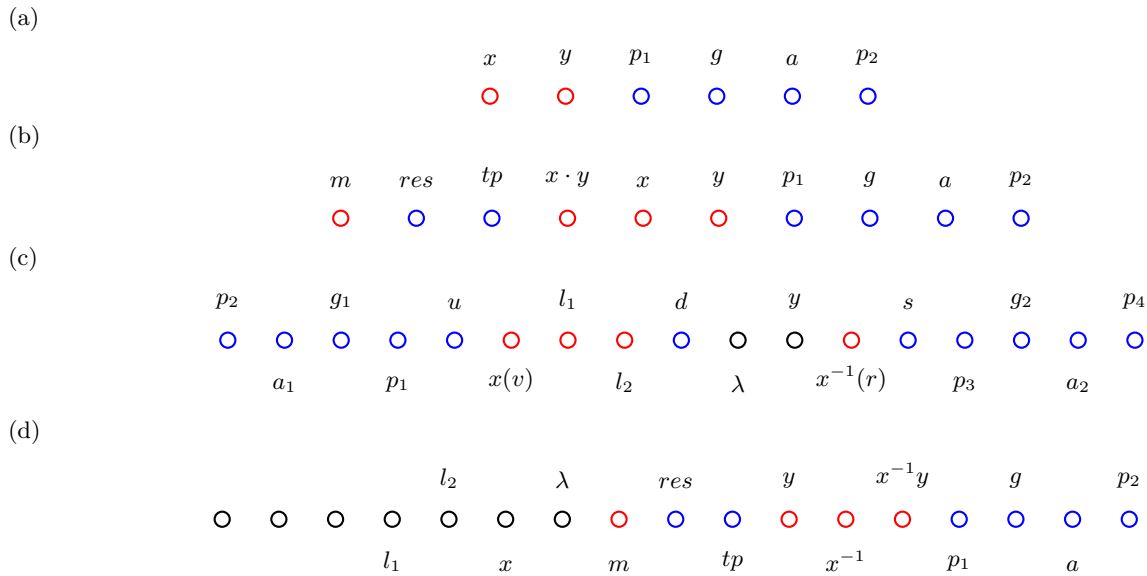 (a)
x y p₁ g a p₂
(b)
m res tp x · y x y p₁ g a p₂
(c)
p₂ g₁ u l₁ d y s g₂ p₄
a₁ p₁ x(v) l₂ λ x⁻¹(r) p₃ a₂
(d)
l₂ λ res y x⁻¹y g p₂
l₁ x m tp x⁻¹ p₁ a